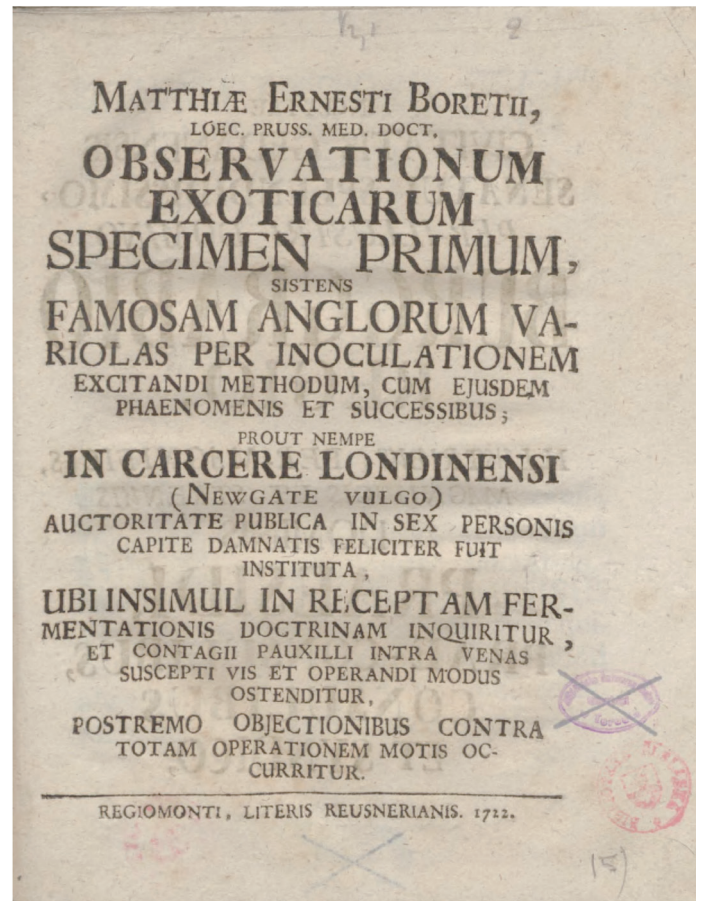 MATTHIÆ ERNESTI BORETII,
LOEC. PRUSS. MED. DOCT.
OBSERVATIONUM
EXOTICARUM
SPECIMEN PRIMUM,
SISTENS
FAMOSAM ANGLORUM VA-
RIOLAS PER INOCULATIONEM
EXCITANDI METHODUM, CUM EJUSDEM
PHAENOMENIS ET SUCCESSIBUS;
PROUT NEMPE
IN CARCERE LONDINENSI
(NEWGATE VULGO)
AUCTORITATE PUBLICA IN SEX PERSONIS
CAPITE DAMNATIS FELICITER FUIT
INSTITUTA,
UBI INSIMUL IN RECEPTAM FER-
MENTATIONIS DOCTRINAM INQUIRITUR,
ET CONTAGII PAUXILLI INTRA VENAS
SUSCEPTI VIS ET OPERANDI MODUS
OSTENDITUR,
POSTREMO OBJECTIONIBUS CONTRA
TOTAM OPERATIONEM MOTIS OC-
CURRITUR.
REGIOMONTI, LITERIS REUSNERIANIS. 1722.